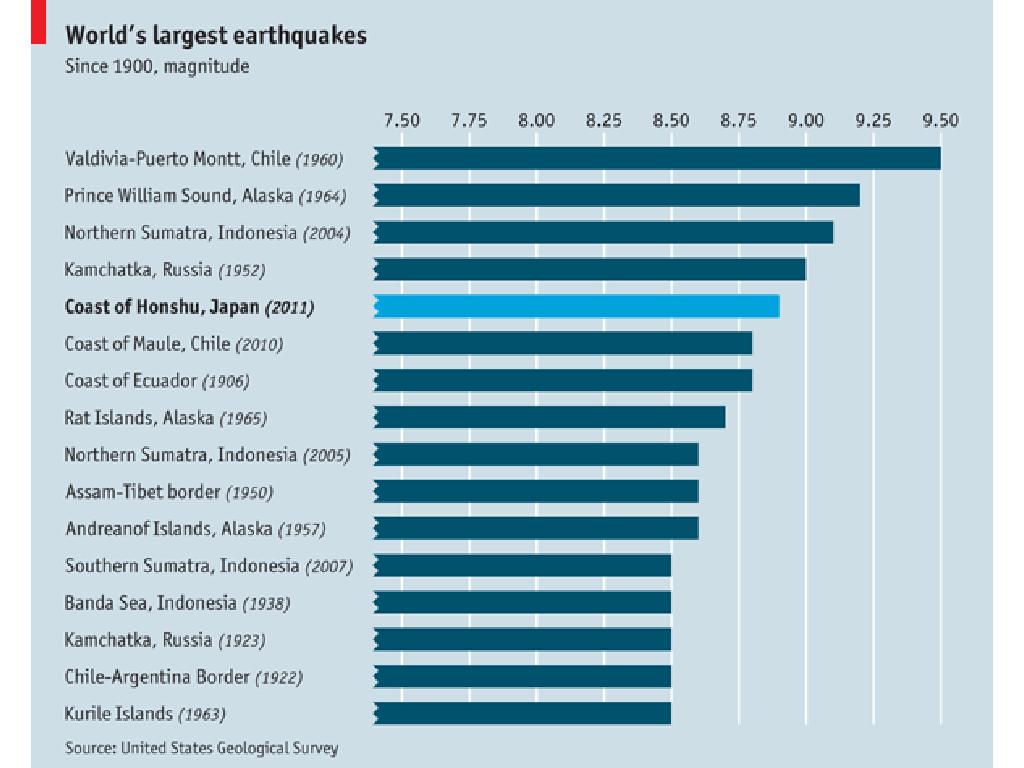 World's largest earthquakes
Since 1900, magnitude
7.50 7.75 8.00 8.25 8.50 8.75 9.00 9.25 9.50
Valdivia-Puerto Montt, Chile (1960)
Prince William Sound, Alaska (1964)
Northern Sumatra, Indonesia (2004)
Kamchatka, Russia (1952)
Coast of Honshu, Japan (2011)
Coast of Maule, Chile (2010)
Coast of Ecuador (1906)
Rat Islands, Alaska (1965)
Northern Sumatra, Indonesia (2005)
Assam-Tibet border (1950)
Andreanof Islands, Alaska (1957)
Southern Sumatra, Indonesia (2007)
Banda Sea, Indonesia (1938)
Kamchatka, Russia (1923)
Chile-Argentina Border (1922)
Kurile Islands (1963)
Source: United States Geological Survey